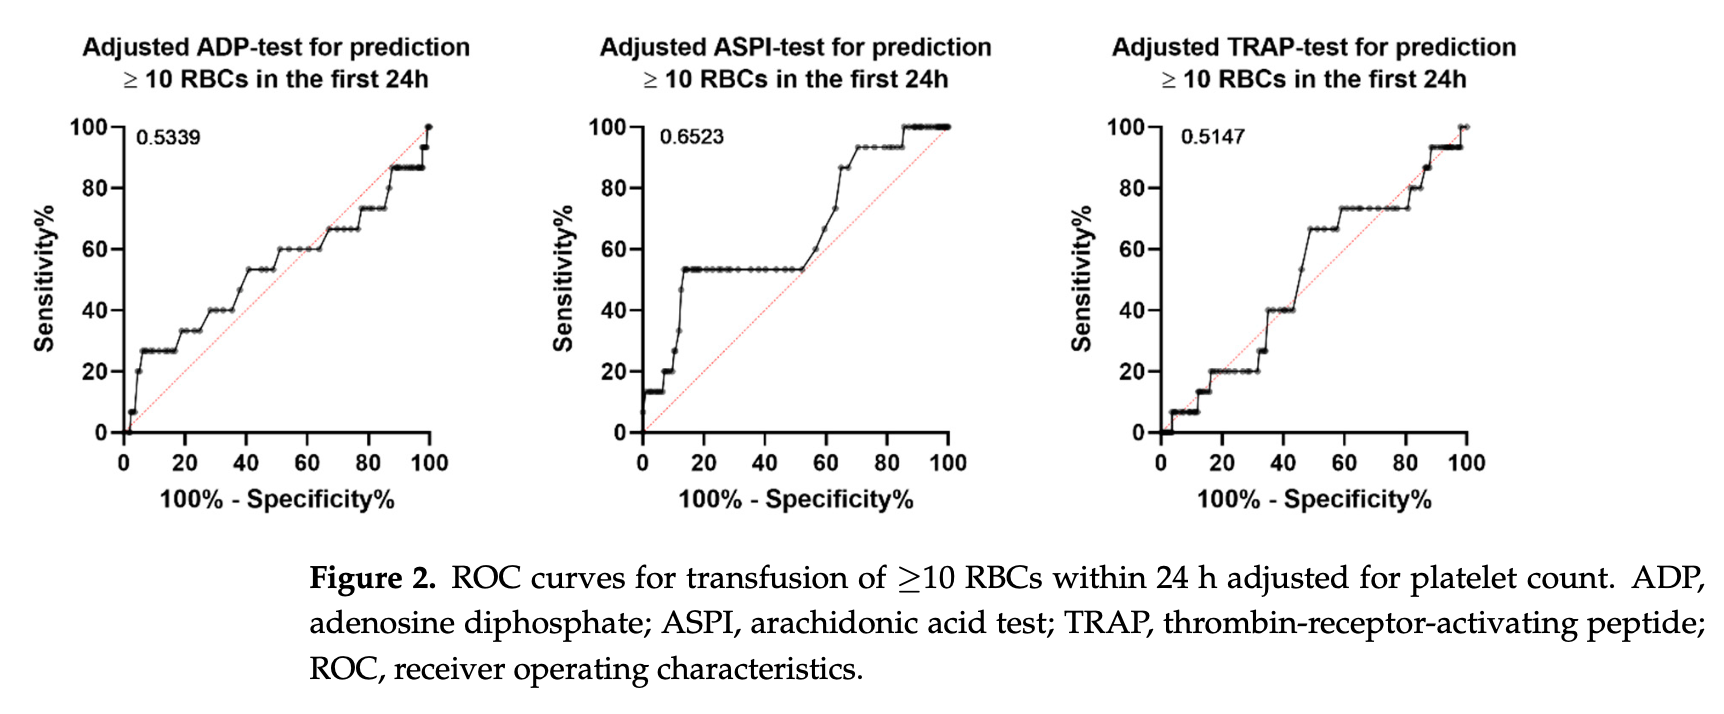 Adjusted ADP-test for prediction
≥ 10 RBCs in the first 24h
0.5339
100
80
60
40
20
0
Sensitivity%
0 20 40 60 80 100
100% - Specificity%
Adjusted ASPI-test for prediction
≥ 10 RBCs in the first 24h
0.6523
100
80
60
40
20
0
Sensitivity%
0 20 40 60 80 100
100% - Specificity%
Adjusted TRAP-test for prediction
≥ 10 RBCs in the first 24h
0.5147
100
80
60
40
20
0
Sensitivity%
0 20 40 60 80 100
100% - Specificity%
Figure 2. ROC curves for transfusion of ≥10 RBCs within 24 h adjusted for platelet count. ADP,
adenosine diphosphate; ASPI, arachidonic acid test; TRAP, thrombin-receptor-activating peptide;
ROC, receiver operating characteristics.